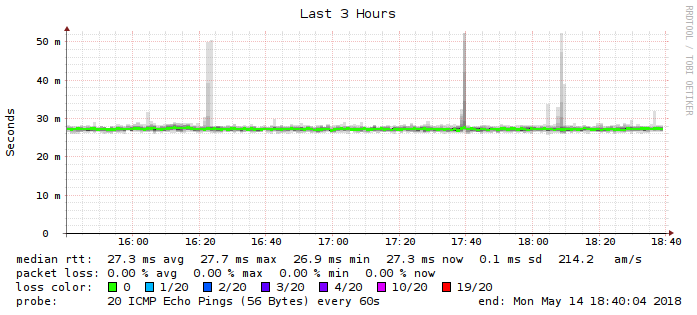 Last 3 Hours
RRDTOOL / TOBI OETIKER
Seconds
50 m
40 m
30 m
20 m
10 m
0
16:00 16:20 16:40 17:00 17:20 17:40 18:00 18:20 18:40
median rtt: 27.3 ms avg 27.7 ms max 26.9 ms min 27.3 ms now 0.1 ms sd 214.2 am/s
packet loss: 0.00 % avg 0.00 % max 0.00 % min 0.00 % now
loss color: 0 1/20 2/20 3/20 4/20 10/20 19/20
probe: 20 ICMP Echo Pings (56 Bytes) every 60s end: Mon May 14 18:40:04 2018